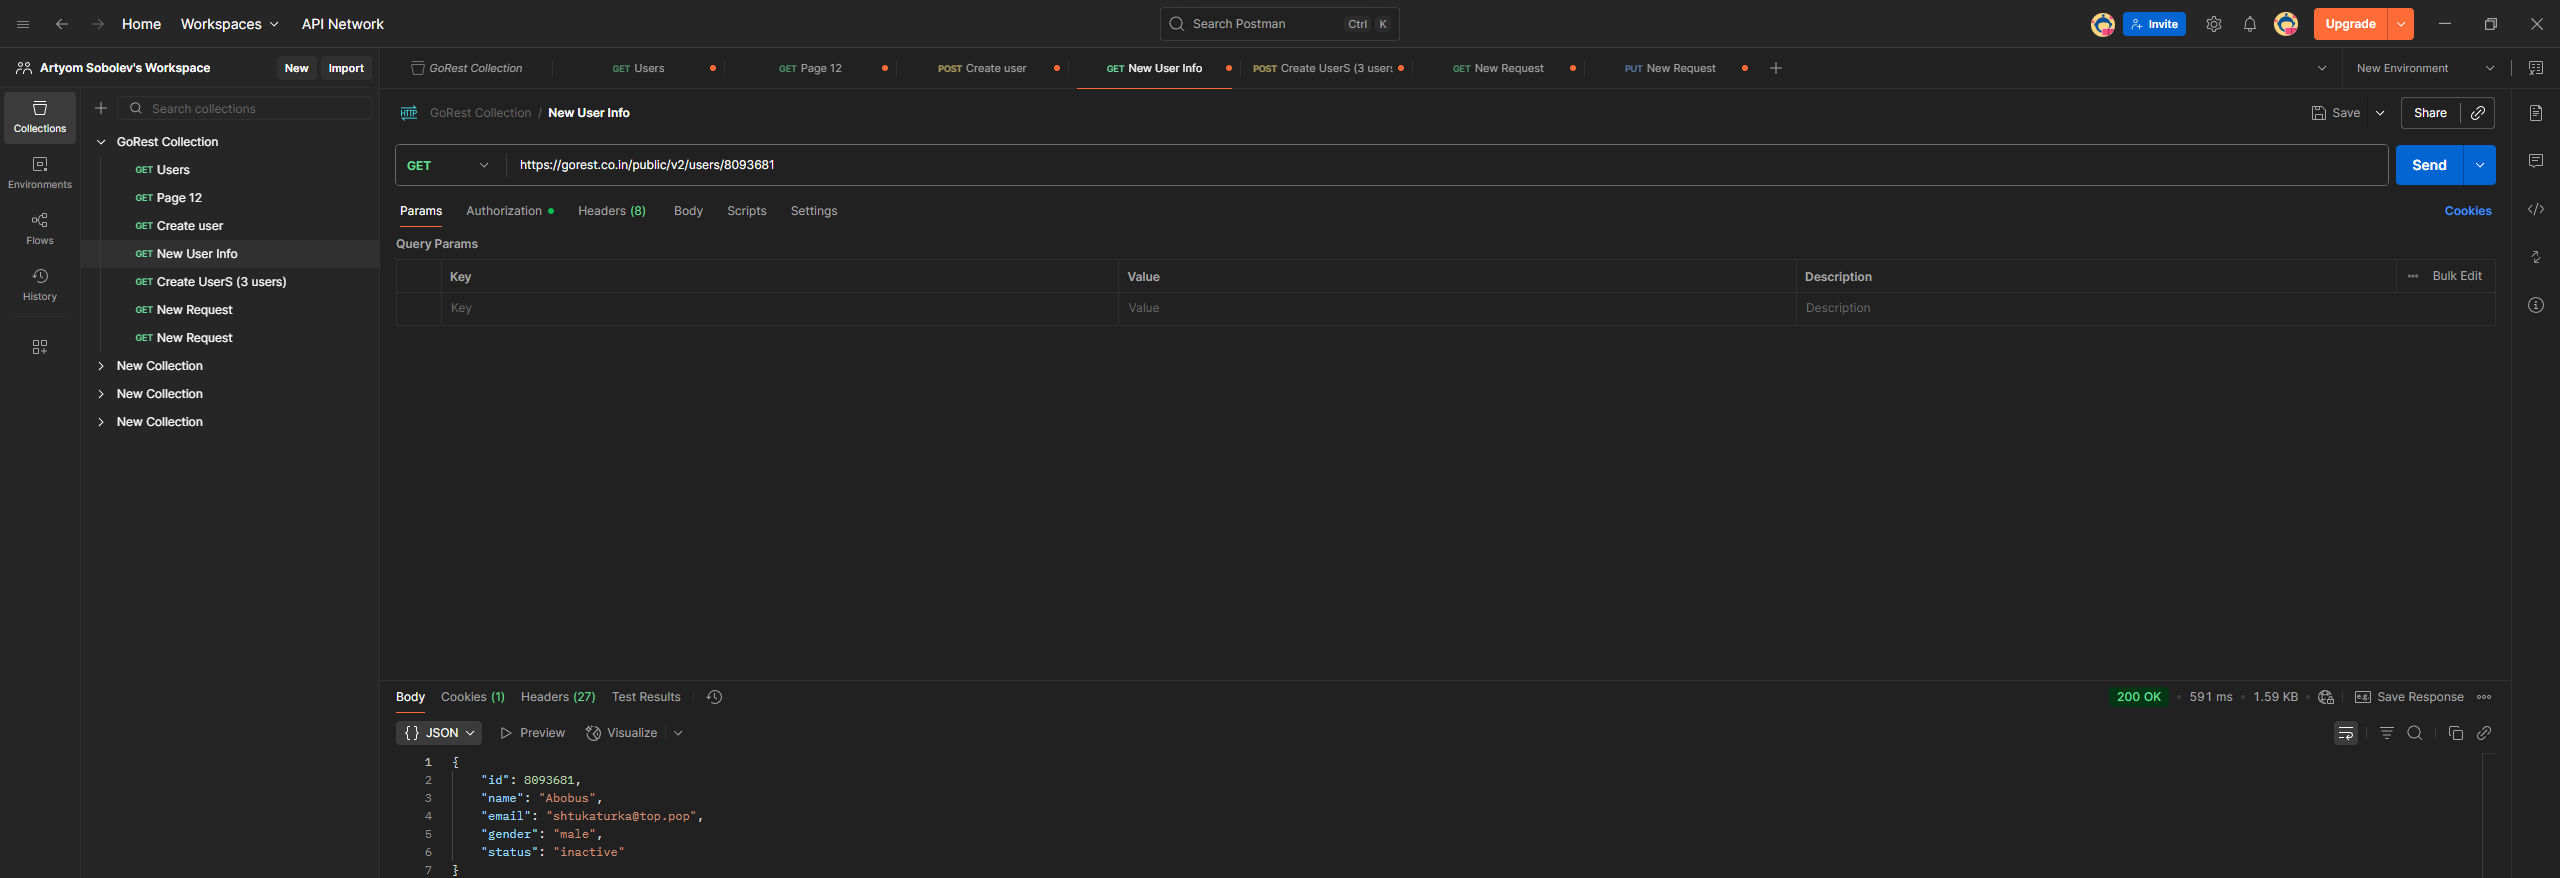 Home Workspaces API Network Search Postman Ctrl K Invite Upgrade
Artyom Sobolev's Workspace New Import
GoRest Collection GET Users GET Page 12 POST Create user GET New User Info POST Create UserS (3 users GET New Request PUT New Request New Environment
Search collections
Collections
Environments
Flows
History
GoRest Collection
GET Users
GET Page 12
GET Create user
GET New User Info
GET Create UserS (3 users)
GET New Request
GET New Request
New Collection
New Collection
New Collection
HTTP GoRest Collection / New User Info Save Share
GET https://gorest.co.in/public/v2/users/8093681 Send
Params Authorization Headers (8) Body Scripts Settings Cookies
Query Params
Key Value Description Bulk Edit
Key Value Description
Body Cookies (1) Headers (27) Test Results 200 OK • 591 ms • 1.59 KB • e.g. Save Response
{} JSON Preview Visualize
1 {
2 "id": 8093681,
3 "name": "Abobus",
4 "email": "shtukaturka@top.pop",
5 "gender": "male",
6 "status": "inactive"
7 }